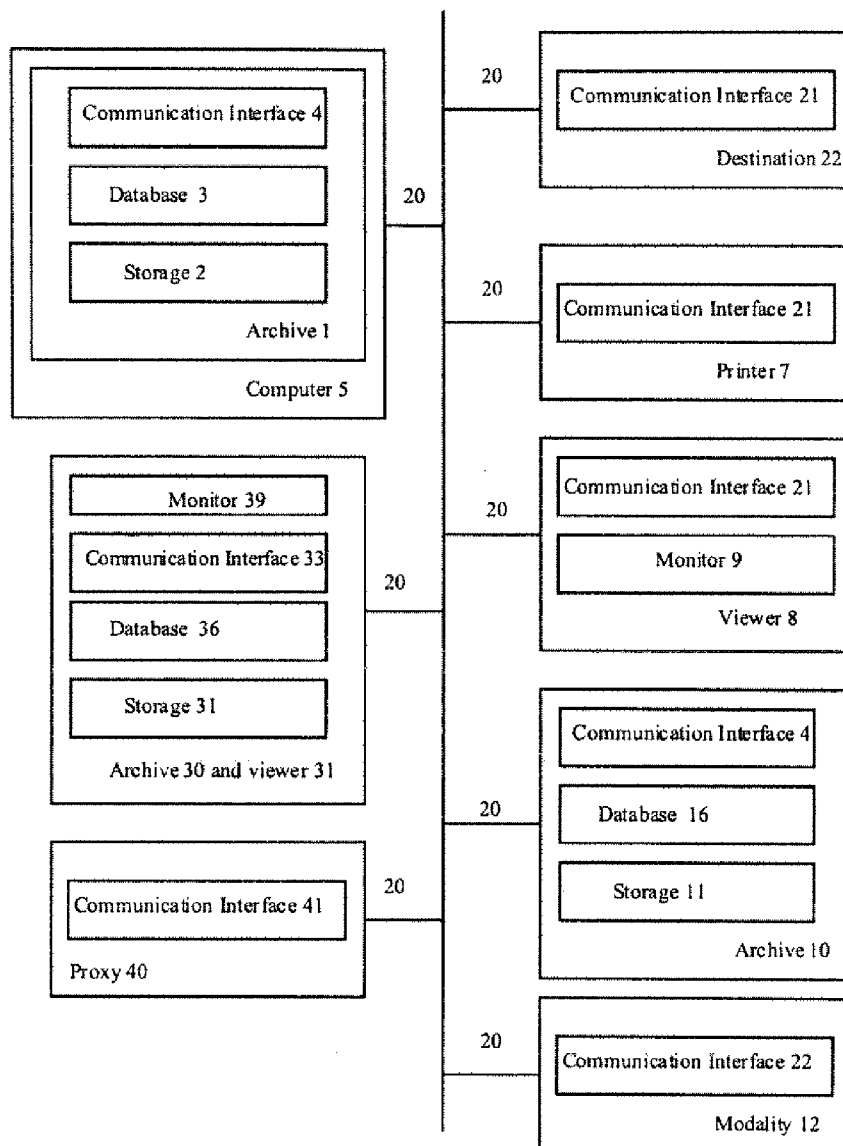 Communication Interface 4
Database 3
Storage 2
Archive 1
Computer 5
20
Monitor 39
Communication Interface 33
Database 36
Storage 31
Archive 30 and viewer 31
20
Communication Interface 41
Proxy 40
20
20
Communication Interface 21
Destination 22
20
Communication Interface 21
Printer 7
20
Communication Interface 21
Monitor 9
Viewer 8
20
Communication Interface 4
Database 16
Storage 11
Archive 10
20
Communication Interface 22
Modality 12